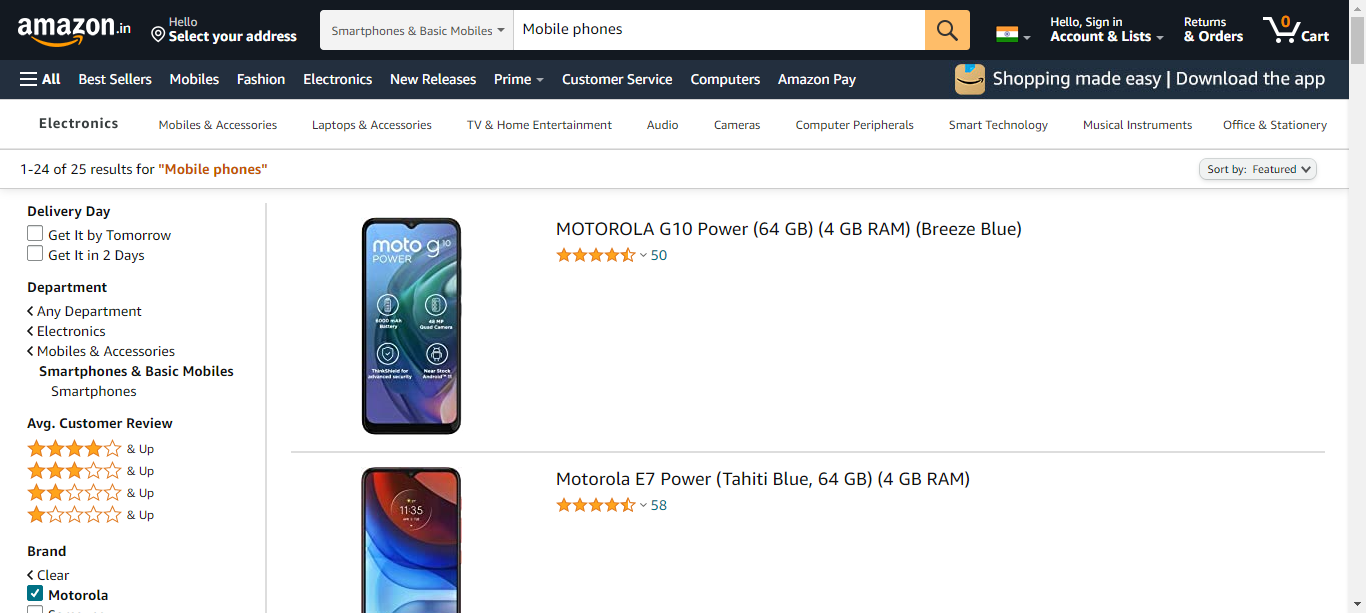 amazon.in
Hello
Select your address
Smartphones & Basic Mobiles
Mobile phones
Hello, Sign in
Account & Lists
Returns
& Orders
0
Cart
All Best Sellers Mobiles Fashion Electronics New Releases Prime Customer Service Computers Amazon Pay
Shopping made easy | Download the app
Electronics Mobiles & Accessories Laptops & Accessories TV & Home Entertainment Audio Cameras Computer Peripherals Smart Technology Musical Instruments Office & Stationery
1-24 of 25 results for "Mobile phones"
Sort by: Featured
Delivery Day
Get It by Tomorrow
Get It in 2 Days
Department
Any Department
Electronics
Mobiles & Accessories
Smartphones & Basic Mobiles
Smartphones
Avg. Customer Review
& Up
& Up
& Up
& Up
Brand
Clear
Motorola
moto g10
POWER
6000 mAh
Battery
48 MP
Quad Camera
ThinkShield for
advanced security
Near Stock
Android™ 11
MOTOROLA G10 Power (64 GB) (4 GB RAM) (Breeze Blue)
50
11:35
Motorola E7 Power (Tahiti Blue, 64 GB) (4 GB RAM)
58